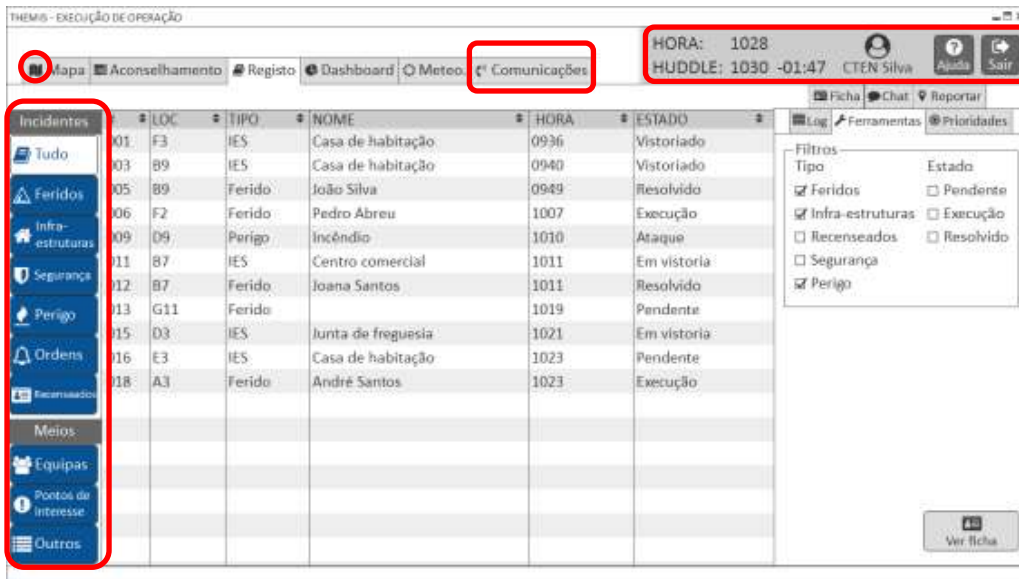 THEMIS - EXECUÇÃO DE OPERAÇÃO
HORA: 1028
HUDDLE: 1030 -01:47 CTEN Silva Ajuda Sair
Mapa Aconselhamento Registo Dashboard Meteo. Comunicações
Ficha Chat Reportar
Log Ferramentas Prioridades
Incidentes
Tudo
Feridos
Infra-
estruturas
Segurança
Perigo
Ordens
Recenseados
Meios
Equipas
Pontos de
Interesse
Outros
# LOC TIPO NOME HORA ESTADO
001 F3 IES Casa de habitação 0936 Vistoriado
003 B9 IES Casa de habitação 0940 Vistoriado
005 B9 Ferido João Silva 0949 Resolvido
006 F2 Ferido Pedro Abreu 1007 Execução
009 D9 Perigo Incêndio 1010 Ataque
011 B7 IES Centro comercial 1011 Em vistoria
012 B7 Ferido Joana Santos 1011 Resolvido
013 G11 Ferido 1019 Pendente
015 D3 IES Junta de freguesia 1021 Em vistoria
016 E3 IES Casa de habitação 1023 Pendente
018 A3 Ferido André Santos 1023 Execução
Filtros
Tipo Estado
Feridos Pendente
Infra-estruturas Execução
Recenseados Resolvido
Segurança
Perigo
Ver ficha